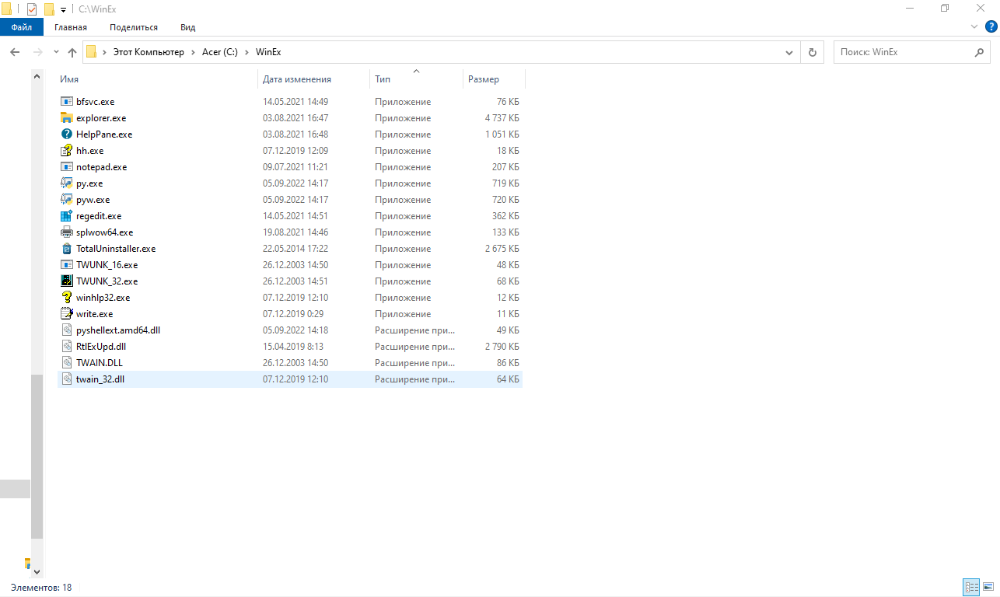 C:\WinEx
Файл Главная Поделиться Вид
Этот Компьютер Acer (C:) WinEx Поиск: WinEx
Имя Дата изменения Тип Размер
bfsvc.exe 14.05.2021 14:49 Приложение 76 КБ
explorer.exe 03.08.2021 16:47 Приложение 4 737 КБ
HelpPane.exe 03.08.2021 16:48 Приложение 1 051 КБ
hh.exe 07.12.2019 12:09 Приложение 18 КБ
notepad.exe 09.07.2021 11:21 Приложение 207 КБ
py.exe 05.09.2022 14:17 Приложение 719 КБ
pyw.exe 05.09.2022 14:17 Приложение 720 КБ
regedit.exe 14.05.2021 14:51 Приложение 362 КБ
splwow64.exe 19.08.2021 14:46 Приложение 133 КБ
TotalUninstaller.exe 22.05.2014 17:22 Приложение 2 675 КБ
TWUNK_16.exe 26.12.2003 14:50 Приложение 48 КБ
TWUNK_32.exe 26.12.2003 14:51 Приложение 68 КБ
winhlp32.exe 07.12.2019 12:10 Приложение 12 КБ
write.exe 07.12.2019 0:29 Приложение 11 КБ
pyshellext.amd64.dll 05.09.2022 14:18 Расширение при... 49 КБ
RtlExUpd.dll 15.04.2019 8:13 Расширение при... 2 790 КБ
TWAIN.DLL 26.12.2003 14:50 Расширение при... 86 КБ
twain_32.dll 07.12.2019 12:10 Расширение при... 64 КБ
Элементов: 18